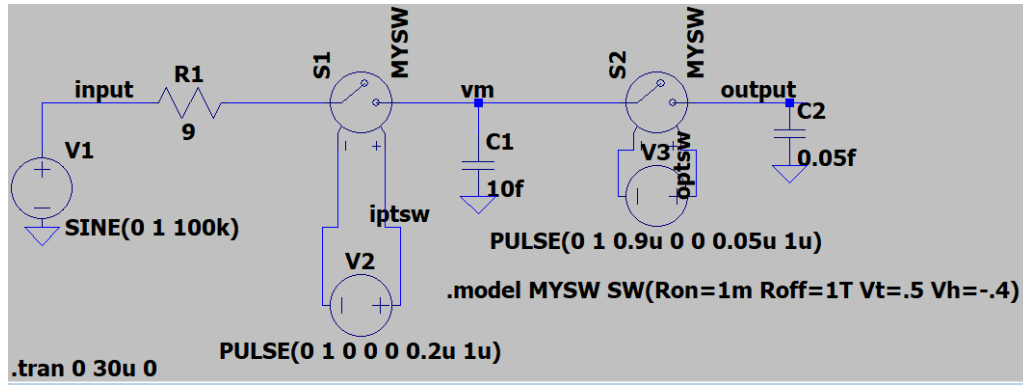 S1
MYSW
S2
MYSW
input
R1
9
vm
output
V1
C1
10f
V3
optsw
C2
0.05f
SINE(0 1 100k)
iptsw
PULSE(0 1 0.9u 0 0 0.05u 1u)
V2
.model MYSW SW(Ron=1m Roff=1T Vt=.5 Vh=-.4)
PULSE(0 1 0 0 0 0.2u 1u)
.tran 0 30u 0